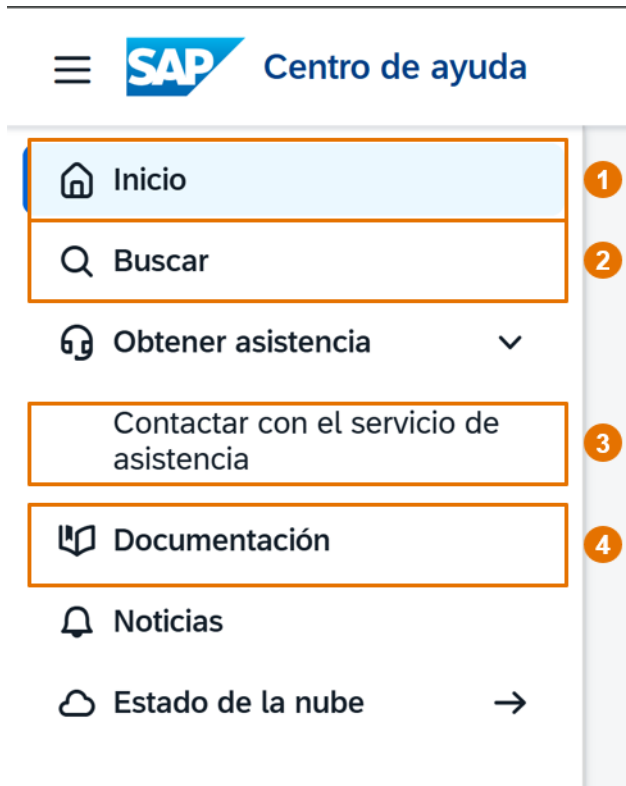 SAP Centro de ayuda
Inicio 1
Buscar 2
Obtener asistencia
Contactar con el servicio de
asistencia 3
Documentación 4
Noticias
Estado de la nube